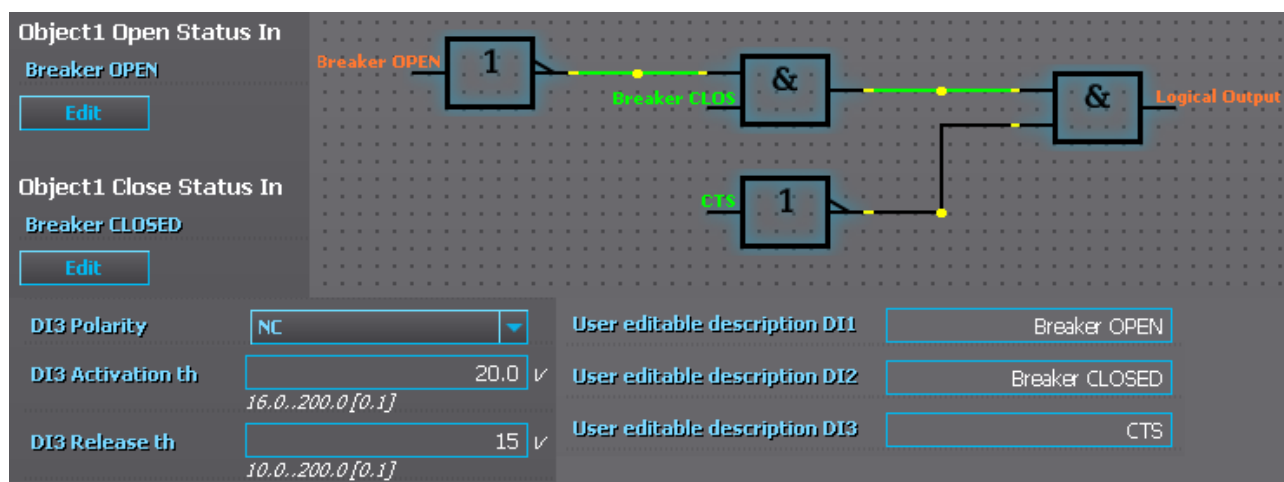 Object1 Open Status In
Breaker OPEN
Edit
Object1 Close Status In
Breaker CLOSED
Edit
Breaker OPEN
1
&
Breaker CLOS
&
Logical Output
CTS
1
DI3 Polarity
NC
DI3 Activation th
20.0 V
16.0..200.0[0.1]
DI3 Release th
15 V
10.0..200.0[0.1]
User editable description DI1
Breaker OPEN
User editable description DI2
Breaker CLOSED
User editable description DI3
CTS